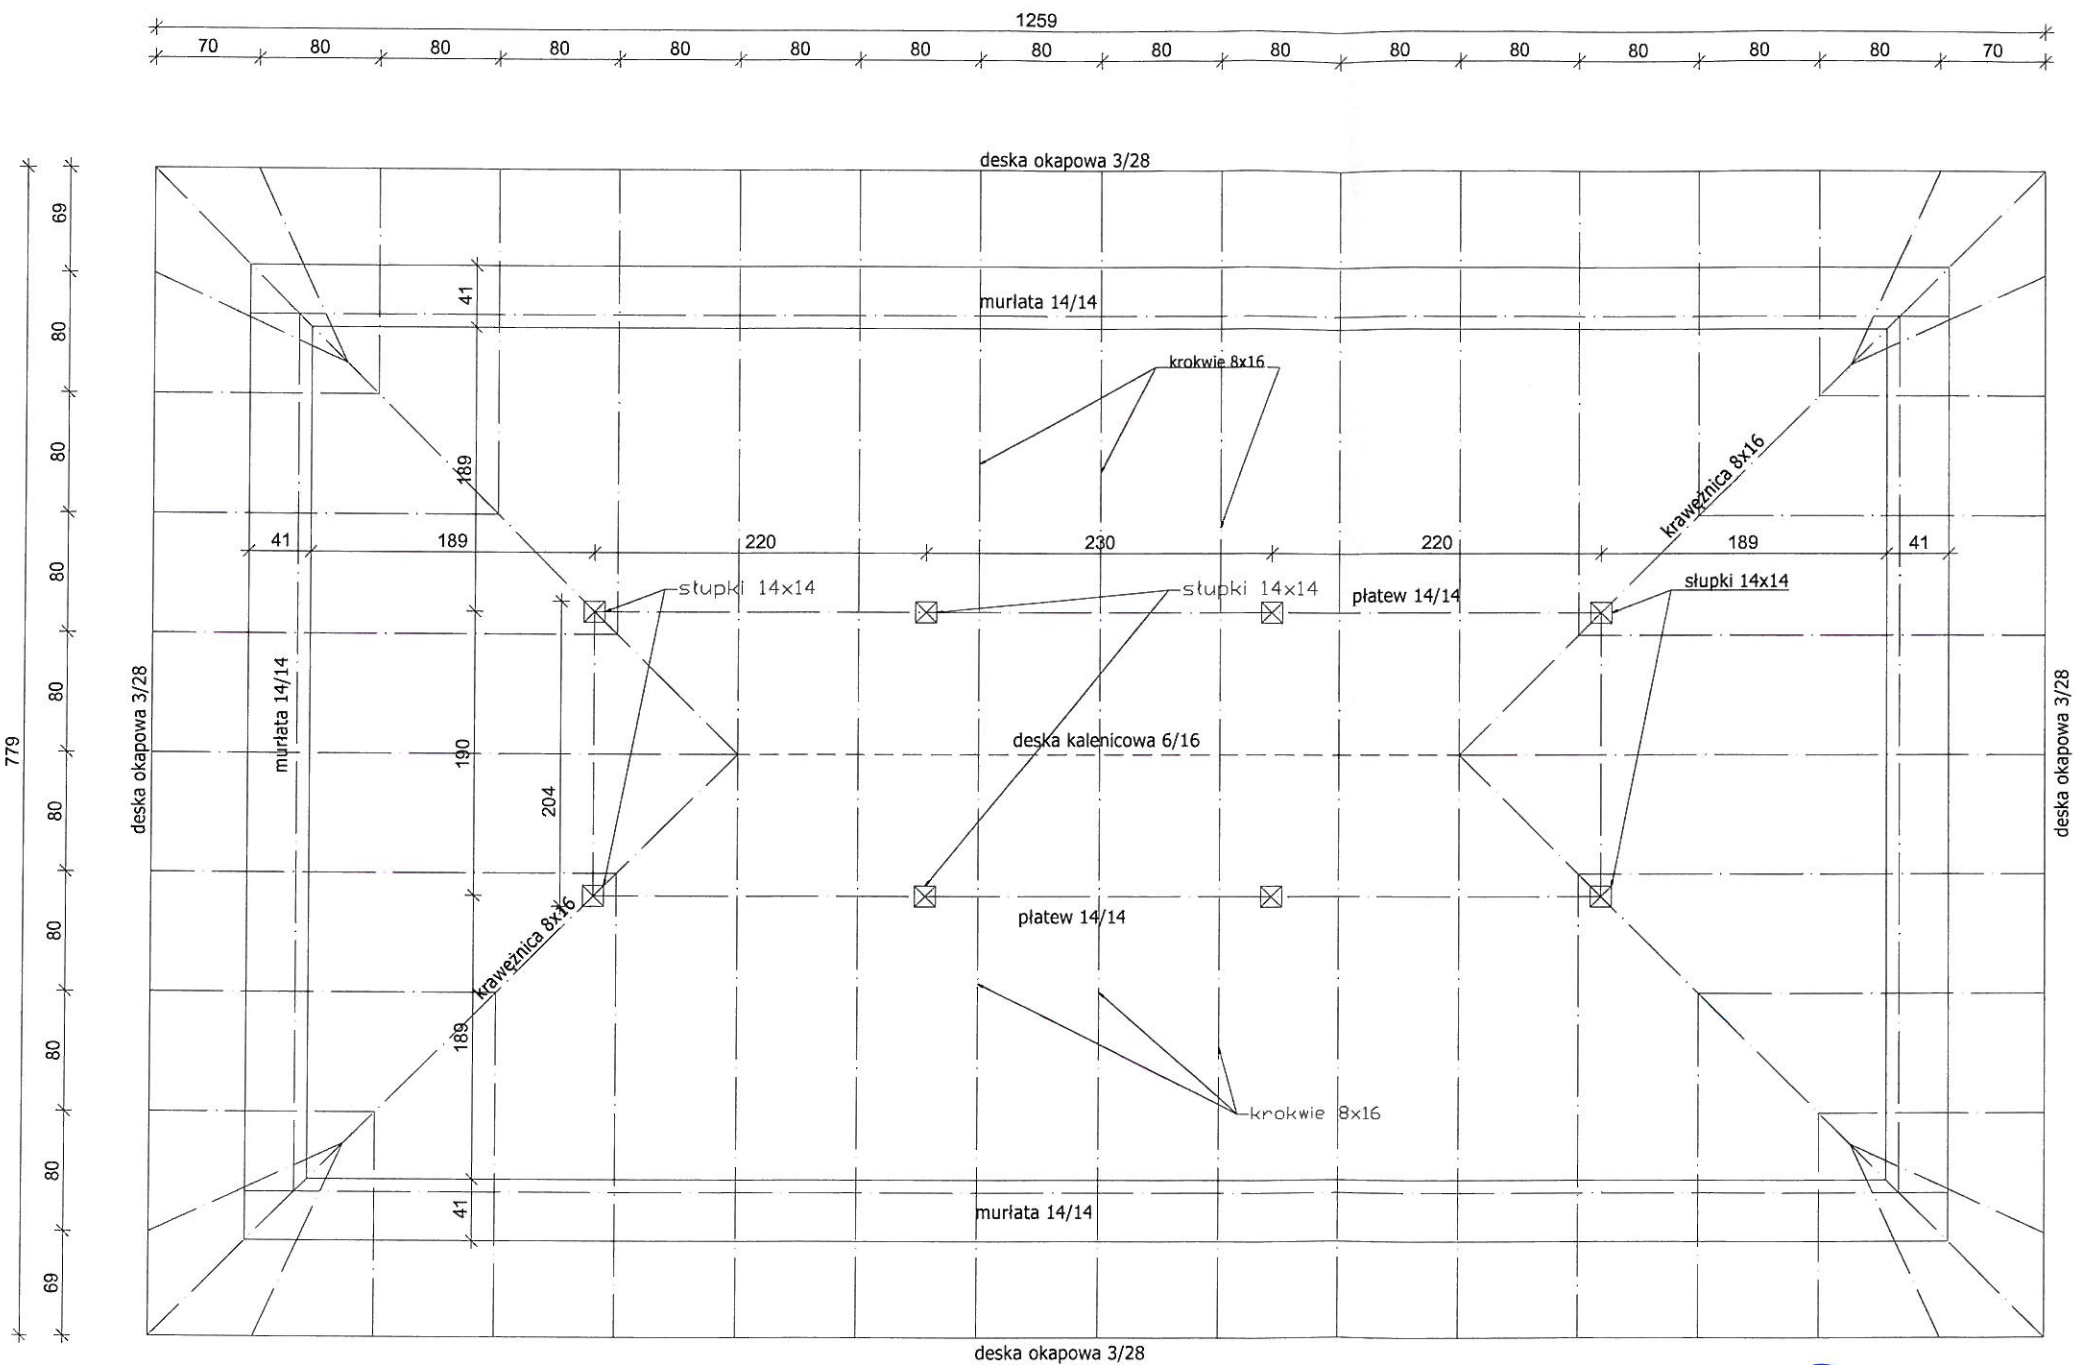 1259
70 80 80 80 80 80 80 80 80 80 80 80 80 80 80 70
deska okapowa 3/28
69
41
murłata 14/14
80
krokwie 8x16
80
189
krawężnica 8x16
41 189 220 230 220 189 41
80
słupki 14x14
słupki 14x14
płatew 14/14
słupki 14x14
80
murłata 14/14
deska okapowa 3/28
deska okapowa 3/28
779
190
deska kalenicowa 6/16
204
80
80
płatew 14/14
krawężnica 8x16
189
80
krokwie 8x16
80
41
murłata 14/14
69
deska okapowa 3/28